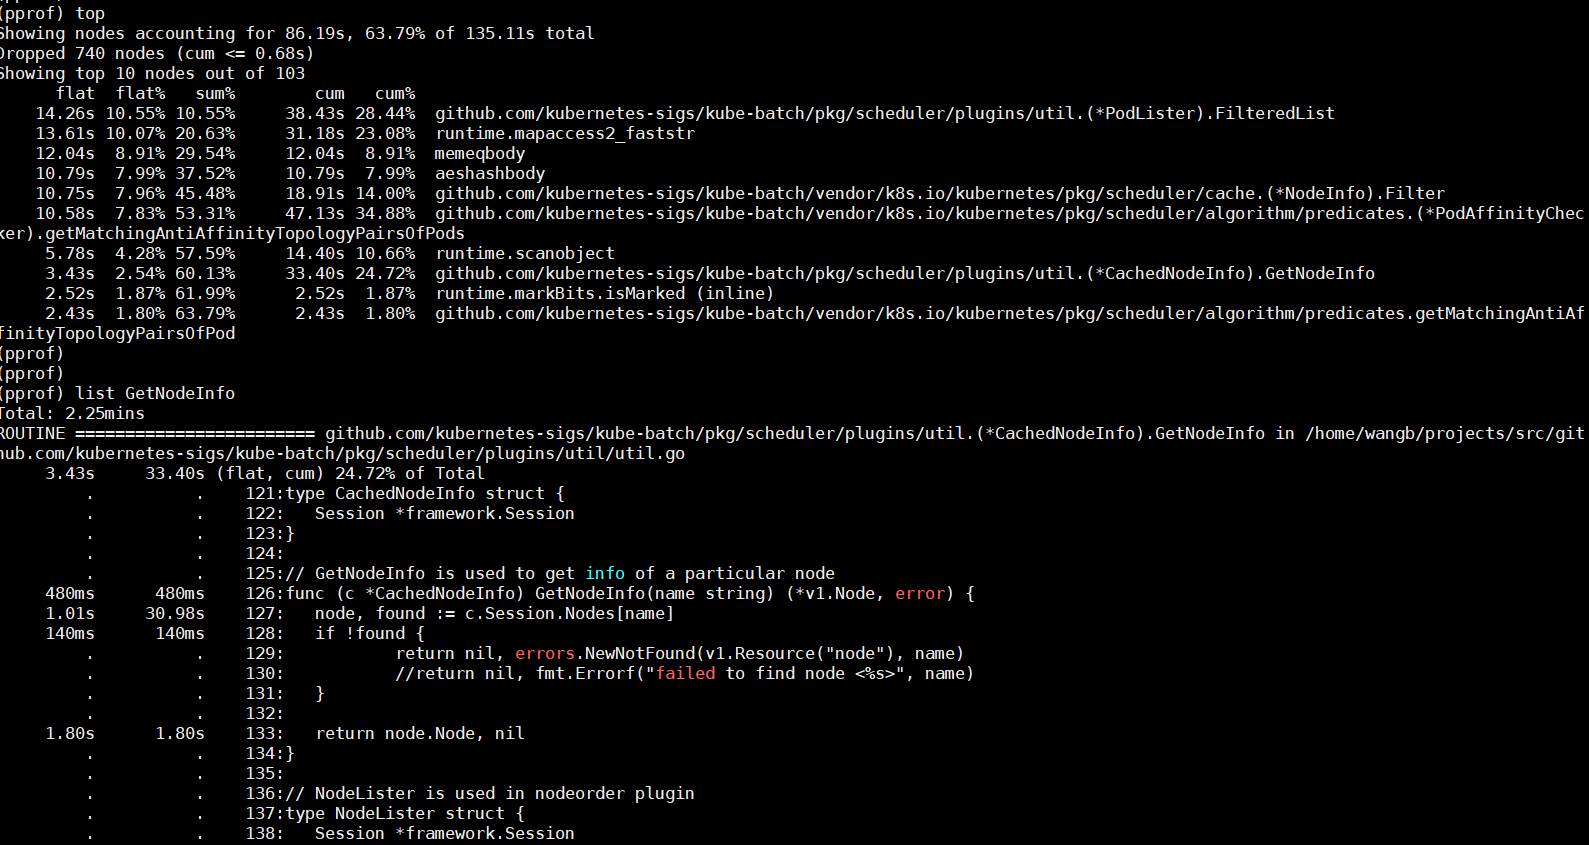 (pprof) top
Showing nodes accounting for 86.19s, 63.79% of 135.11s total
Dropped 740 nodes (cum <= 0.68s)
Showing top 10 nodes out of 103
      flat  flat%   sum%        cum   cum%
    14.26s 10.55% 10.55%     38.43s 28.44%  github.com/kubernetes-sigs/kube-batch/pkg/scheduler/plugins/util.(*PodLister).FilteredList
    13.61s 10.07% 20.63%     31.18s 23.08%  runtime.mapaccess2_faststr
    12.04s  8.91% 29.54%     12.04s  8.91%  memeqbody
    10.79s  7.99% 37.52%     10.79s  7.99%  aeshashbody
    10.75s  7.96% 45.48%     18.91s 14.00%  github.com/kubernetes-sigs/kube-batch/vendor/k8s.io/kubernetes/pkg/scheduler/cache.(*NodeInfo).Filter
    10.58s  7.83% 53.31%     47.13s 34.88%  github.com/kubernetes-sigs/kube-batch/vendor/k8s.io/kubernetes/pkg/scheduler/algorithm/predicates.(*PodAffinityChec
ker).getMatchingAntiAffinityTopologyPairsOfPods
     5.78s  4.28% 57.59%     14.40s 10.66%  runtime.scanobject
     3.43s  2.54% 60.13%     33.40s 24.72%  github.com/kubernetes-sigs/kube-batch/pkg/scheduler/plugins/util.(*CachedNodeInfo).GetNodeInfo
     2.52s  1.87% 61.99%      2.52s  1.87%  runtime.markBits.isMarked (inline)
     2.43s  1.80% 63.79%      2.43s  1.80%  github.com/kubernetes-sigs/kube-batch/vendor/k8s.io/kubernetes/pkg/scheduler/algorithm/predicates.getMatchingAntiAf
finityTopologyPairsOfPod
(pprof)
(pprof)
(pprof) list GetNodeInfo
Total: 2.25mins
ROUTINE ======================== github.com/kubernetes-sigs/kube-batch/pkg/scheduler/plugins/util.(*CachedNodeInfo).GetNodeInfo in /home/wangb/projects/src/git
hub.com/kubernetes-sigs/kube-batch/pkg/scheduler/plugins/util/util.go
     3.43s     33.40s (flat, cum) 24.72% of Total
         .          .    121:type CachedNodeInfo struct {
         .          .    122:	Session *framework.Session
         .          .    123:}
         .          .    124:
         .          .    125:// GetNodeInfo is used to get info of a particular node
     480ms      480ms    126:func (c *CachedNodeInfo) GetNodeInfo(name string) (*v1.Node, error) {
     1.01s     30.98s    127:	node, found := c.Session.Nodes[name]
     140ms      140ms    128:	if !found {
         .          .    129:		return nil, errors.NewNotFound(v1.Resource("node"), name)
         .          .    130:		//return nil, fmt.Errorf("failed to find node <%s>", name)
         .          .    131:	}
         .          .    132:
     1.80s      1.80s    133:	return node.Node, nil
         .          .    134:}
         .          .    135:
         .          .    136:// NodeLister is used in nodeorder plugin
         .          .    137:type NodeLister struct {
         .          .    138:	Session *framework.Session